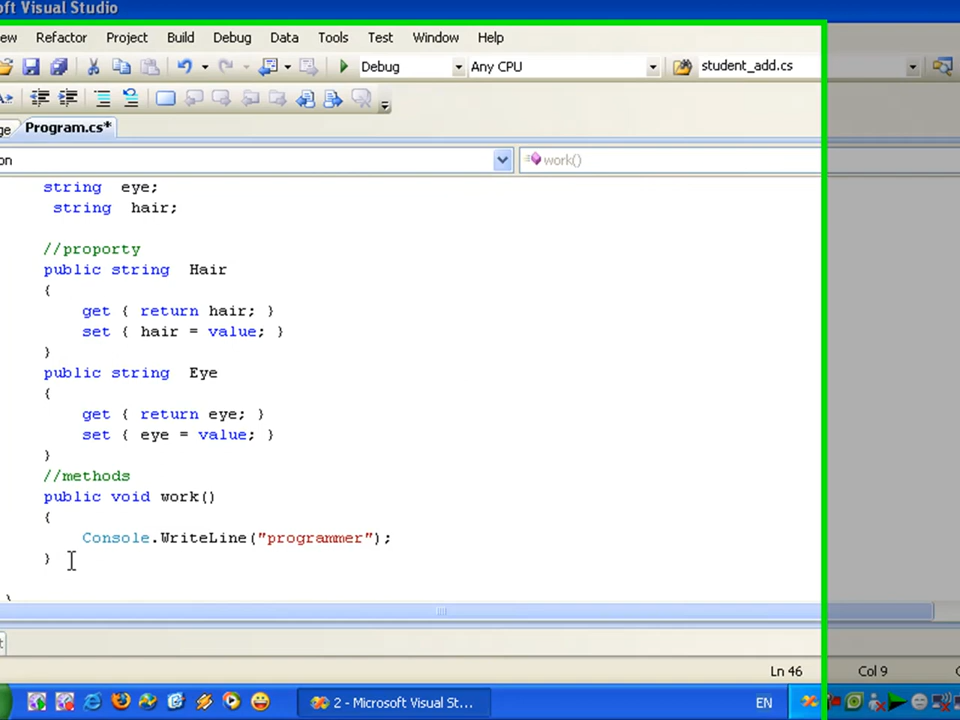 oft Visual Studio
ew Refactor Project Build Debug Data Tools Test Window Help
Debug Any CPU student_add.cs
ge Program.cs*
on work()
string eye;
string hair;
//proporty
public string Hair
{
get { return hair; }
set { hair = value; }
}
public string Eye
{
get { return eye; }
set { eye = value; }
}
//methods
public void work()
{
Console.WriteLine("programmer");
}
t
Ln 46 Col 9
2 - Microsoft Visual St... EN